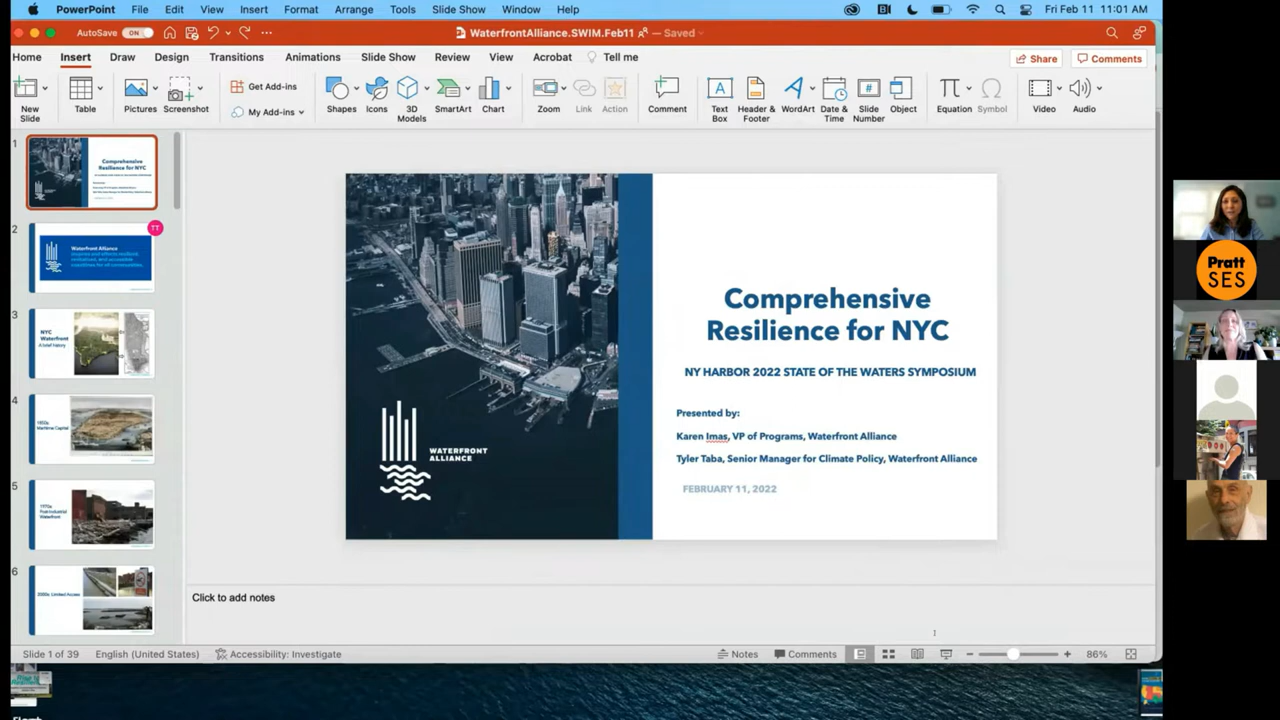 PowerPoint File Edit View Insert Format Arrange Tools Slide Show Window Help Fri Feb 11 11:01 AM
AutoSave ON WaterfrontAlliance.SWIM.Feb11 — Saved
Home Insert Draw Design Transitions Animations Slide Show Review View Acrobat Tell me Share Comments
New Slide
Table
Pictures
Screenshot
Get Add-ins
My Add-ins
Shapes
Icons
3D Models
SmartArt
Chart
Zoom
Link
Action
Comment
Text Box
Header & Footer
WordArt
Date & Time
Slide Number
Object
Equation
Symbol
Video
Audio
1
Comprehensive
Resilience for NYC
2
TT
Waterfront Alliance
3
NYC
Waterfront
A brief history
4
1950s:
Maritime Capital
5
1970s:
Post-Industrial
Waterfront
6
2000s: Limited Access
WATERFRONT
ALLIANCE
Comprehensive
Resilience for NYC
NY HARBOR 2022 STATE OF THE WATERS SYMPOSIUM
Presented by:
Karen Imas, VP of Programs, Waterfront Alliance
Tyler Taba, Senior Manager for Climate Policy, Waterfront Alliance
FEBRUARY 11, 2022
Pratt
SES
Click to add notes
Slide 1 of 39 English (United States) Accessibility: Investigate Notes Comments 86%